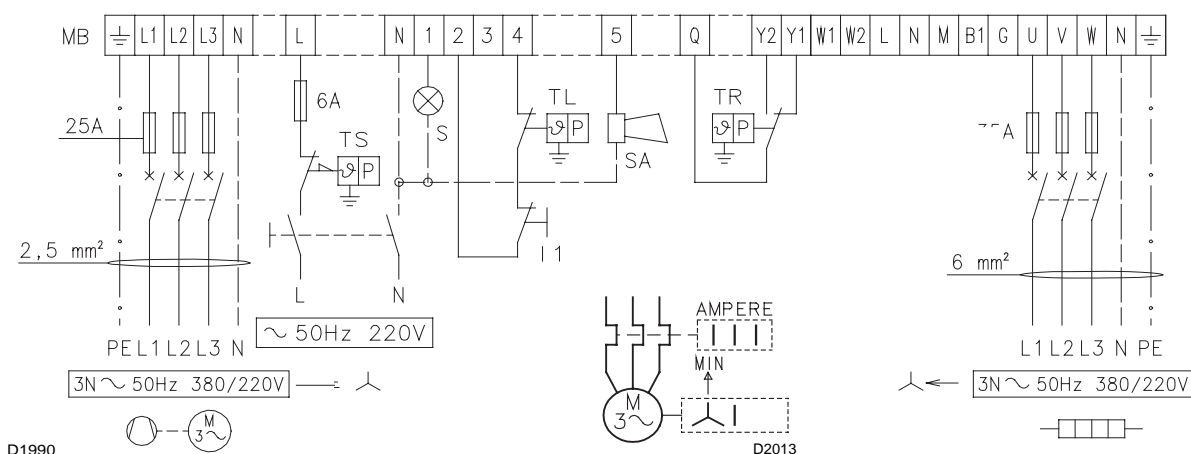 MB L1 L2 L3 N L N 1 2 3 4 5 Q Y2 Y1 W1 W2 L N M B1 G U V W N
6A
TL
TR
25A
S
TS
ϑ P
ϑ P
SA
A
ϑ P
I1
2,5 mm²
6 mm²
L N
~ 50Hz 220V
AMPERE
PE L1 L2 L3 N
MIN
L1 L2 L3 N PE
3N ~ 50Hz 380/220V
3N ~ 50Hz 380/220V
M
3~
M
3~
D1990
D2013